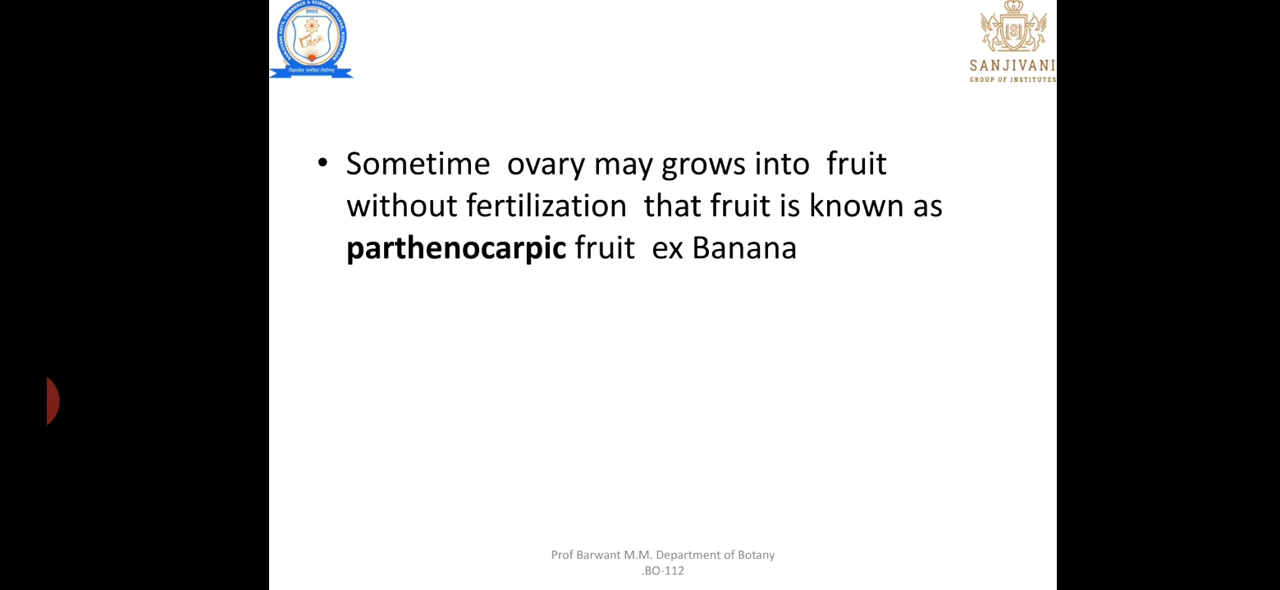 SANJIVANI
GROUP OF INSTITUTES
• Sometime ovary may grows into fruit
without fertilization that fruit is known as
parthenocarpic fruit ex Banana
Prof Barwant M.M. Department of Botany
.BO-112